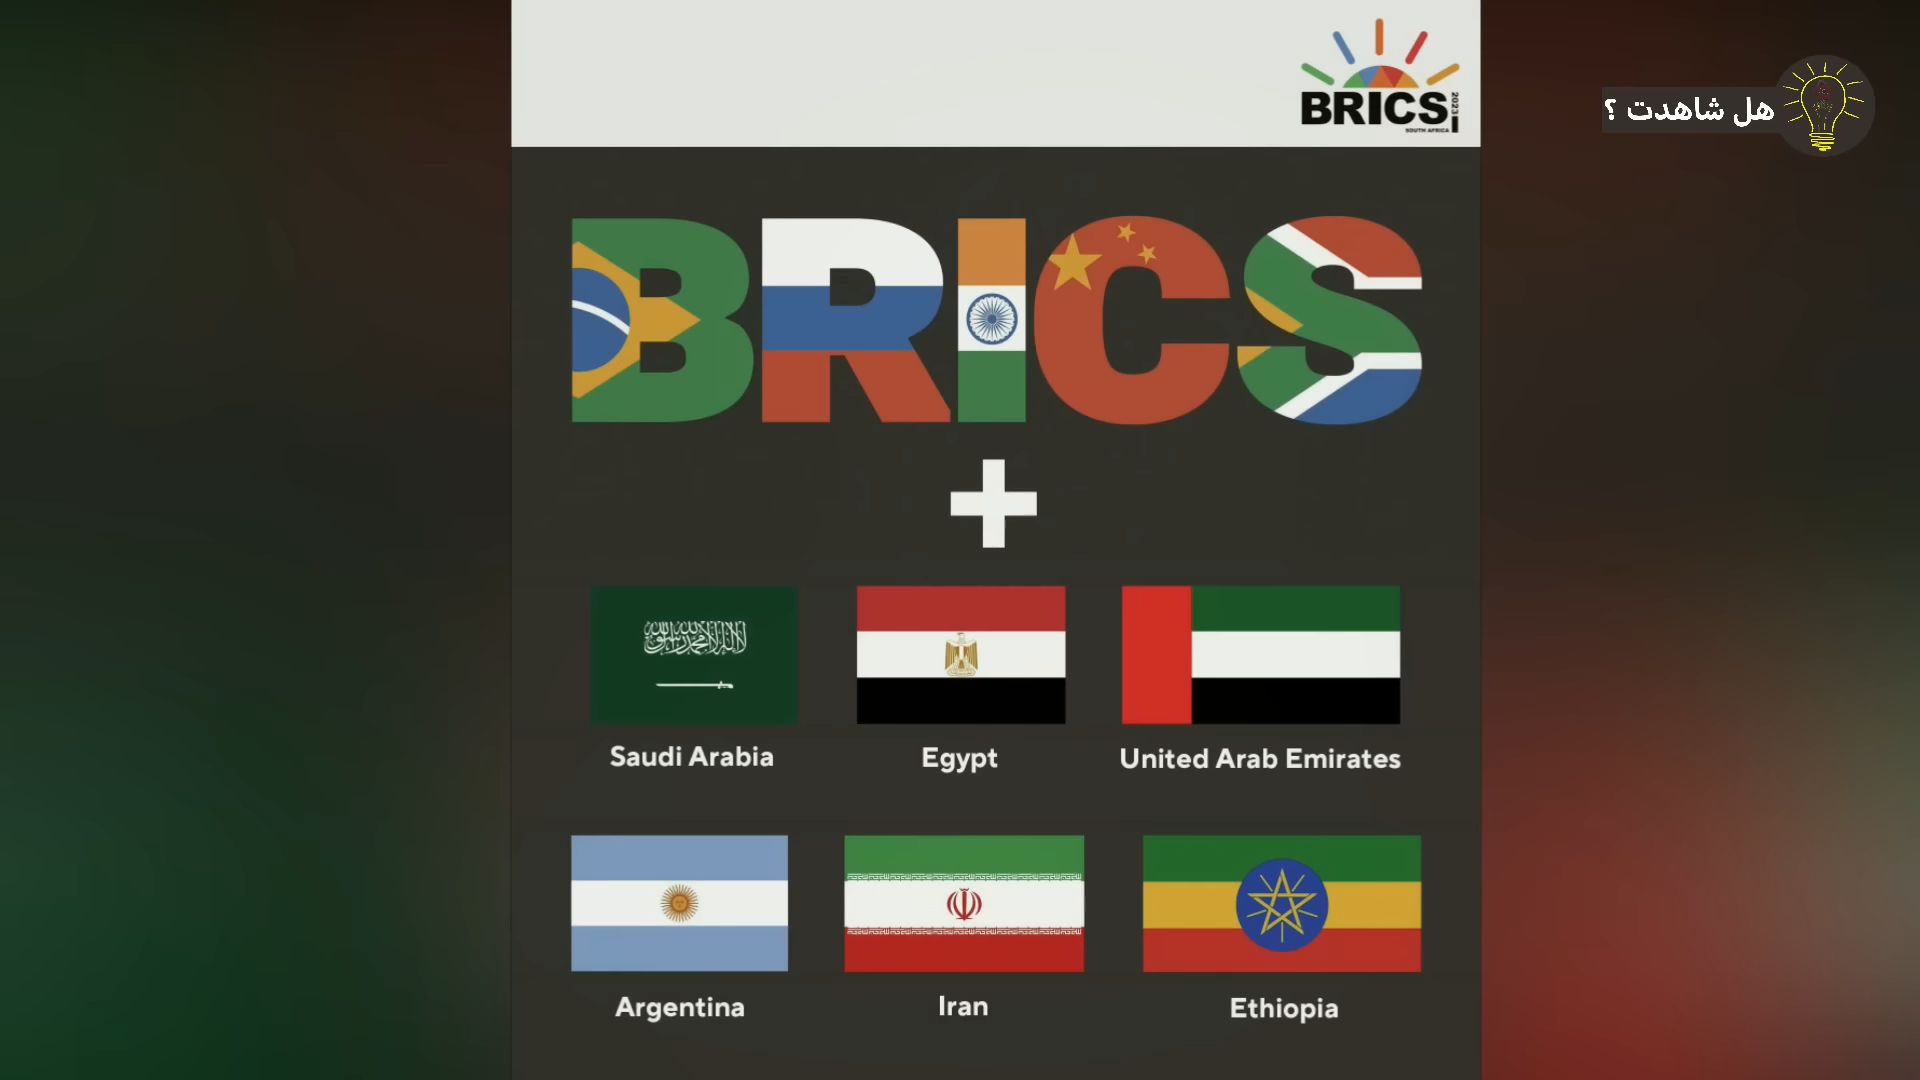 BRICS
2023
SOUTH AFRICA
هل شاهدت ؟
BRICS
+
Saudi Arabia
Egypt
United Arab Emirates
Argentina
Iran
Ethiopia